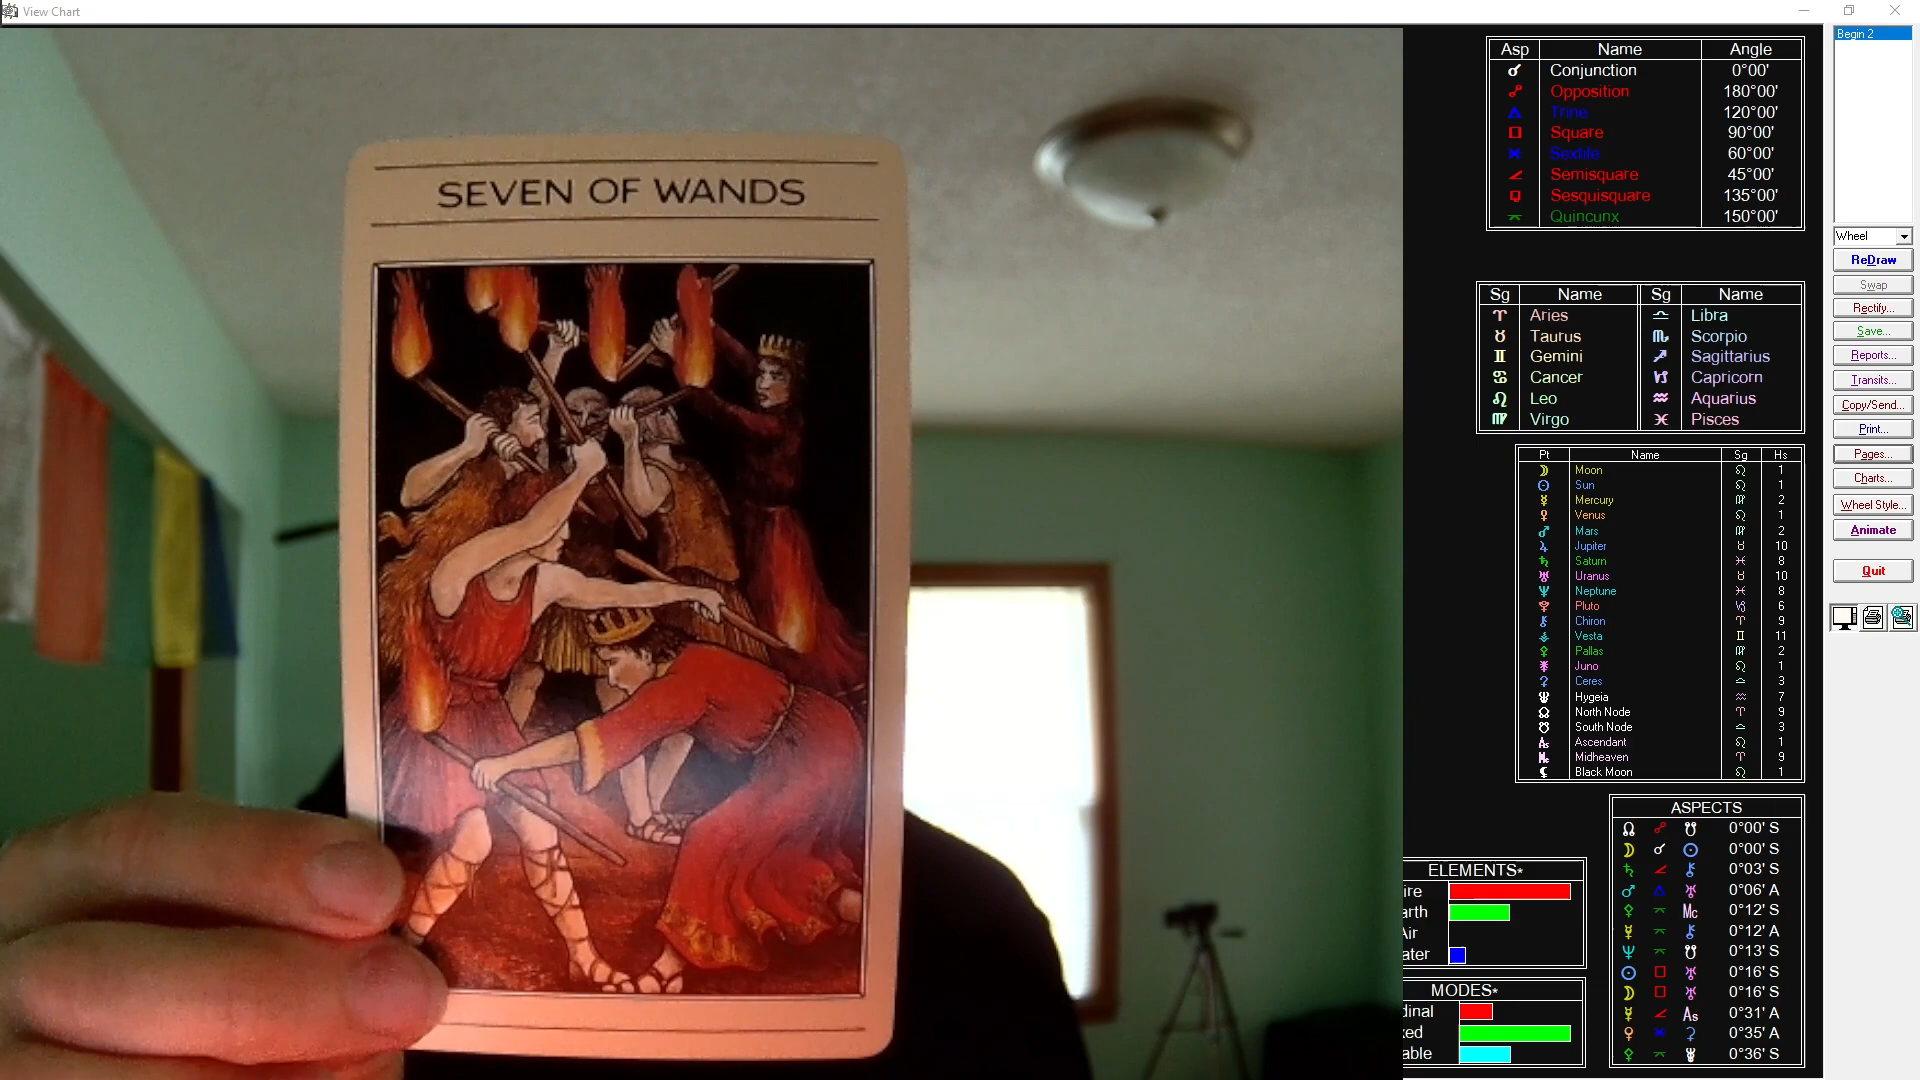 View Chart
SEVEN OF WANDS
Asp Name Angle
Conjunction 0°00'
Opposition 180°00'
Trine 120°00'
Square 90°00'
Sextile 60°00'
Semisquare 45°00'
Sesquisquare 135°00'
Quincunx 150°00'
Sg Name Sg Name
Aries Libra
Taurus Scorpio
Gemini Sagittarius
Cancer Capricorn
Leo Aquarius
Virgo Pisces
Pt Name Sg Hs
Moon 1
Sun 1
Mercury 2
Venus 1
Mars 2
Jupiter 10
Saturn 8
Uranus 10
Neptune 8
Pluto 6
Chiron 9
Vesta 11
Pallas 2
Juno 1
Ceres 3
Hygeia 7
North Node 9
South Node 3
As Ascendant 1
Mc Midheaven 9
Black Moon 1
ELEMENTS*
ire
arth
Air
ater
MODES*
dinal
ked
able
ASPECTS
0°00' S
0°00' S
0°03' S
0°06' A
Mc 0°12' S
0°12' A
0°13' S
0°16' S
0°16' S
As 0°31' A
0°35' A
0°36' S
Begin 2
Wheel
ReDraw
Swap
Rectify...
Save...
Reports...
Transits...
Copy/Send...
Print...
Pages...
Charts...
Wheel Style...
Animate
Quit